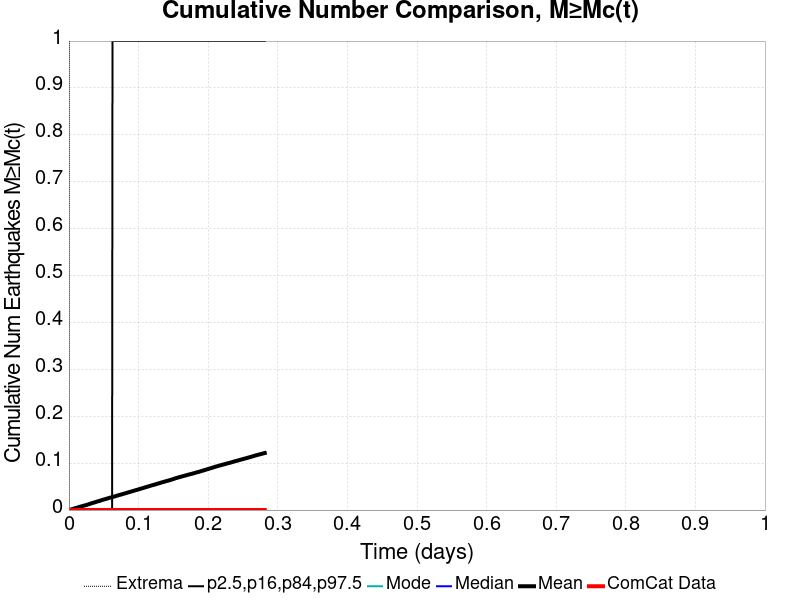 Cumulative Number Comparison, M≥Mc(t)
Cumulative Num Earthquakes M≥Mc(t)
1
0.9
0.8
0.7
0.6
0.5
0.4
0.3
0.2
0.1
0
0 0.1 0.2 0.3 0.4 0.5 0.6 0.7 0.8 0.9 1
Time (days)
Extrema p2.5,p16,p84,p97.5 Mode Median Mean ComCat Data